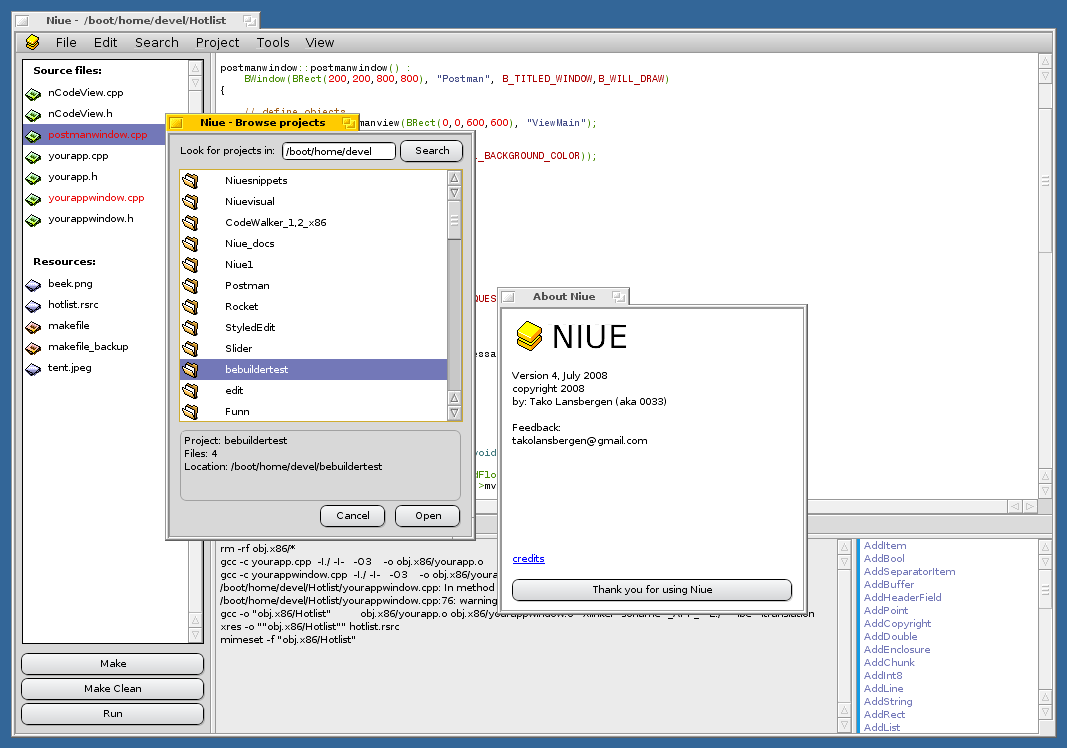 Niue - /boot/home/devel/Hotlist
File Edit Search Project Tools View
Source files:
nCodeView.cpp
nCodeView.h
postmanwindow.cpp
yourapp.cpp
yourapp.h
yourappwindow.cpp
yourappwindow.h
Resources:
beek.png
hotlist.rsrc
makefile
makefile_backup
tent.jpeg
Make
Make Clean
Run
postmanwindow::postmanwindow() :
BWindow(BRect(200,200,800,800), "Postman", B_TITLED_WINDOW,B_WILL_DRAW)
{
// define objects
manview(BRect(0,0,600,600), "ViewMain");
_BACKGROUND_COLOR));
Niue - Browse projects
Look for projects in: /boot/home/devel Search
Niuesnippets
Niuevisual
CodeWalker_1,2_x86
Niue_docs
Niue1
Postman
Rocket
StyledEdit
Slider
bebuildertest
edit
Funn
Project: bebuildertest
Files: 4
Location: /boot/home/devel/bebuildertest
Cancel Open
About Niue
NIUE
Version 4, July 2008
copyright 2008
by: Tako Lansbergen (aka 0033)
Feedback:
takolansbergen@gmail.com
credits
Thank you for using Niue
rm -rf obj.x86/*
gcc -c yourapp.cpp -I./ -I- -O3 -o obj.x86/yourapp.o
gcc -c yourappwindow.cpp -I./ -I- -O3 -o obj.x86/youra
/boot/home/devel/Hotlist/yourappwindow.cpp: In method
/boot/home/devel/Hotlist/yourappwindow.cpp:76: warning
gcc -o "obj.x86/Hotlist" obj.x86/yourapp.o
xres -o ""obj.x86/Hotlist"" hotlist.rsrc
mimeset -f "obj.x86/Hotlist"
AddItem
AddBool
AddSeparatorItem
AddBuffer
AddHeaderField
AddPoint
AddCopyright
AddDouble
AddEnclosure
AddChunk
AddInt8
AddLine
AddString
AddRect
AddList